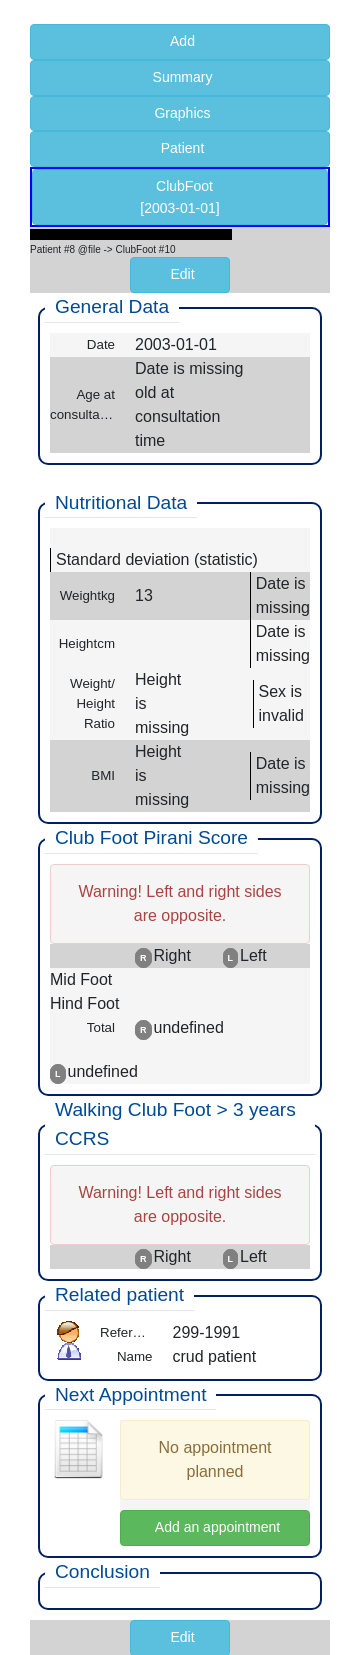 Add
Summary
Graphics
Patient
ClubFoot
[2003-01-01]
Patient #8 @file -> ClubFoot #10
Edit
General Data
Date 2003-01-01
Age at consulta… Date is missing
old at
consultation
time
Nutritional Data
Standard deviation (statistic)
Weightkg 13 Date is
missing
Heightcm Date is
missing
Weight/
Height
Ratio
Height
is
missing
Sex is
invalid
BMI
Height
is
missing
Date is
missing
Club Foot Pirani Score
Warning! Left and right sides
are opposite.
R Right L Left
Mid Foot
Hind Foot
Total R undefined
L undefined
Walking Club Foot > 3 years
CCRS
Warning! Left and right sides
are opposite.
R Right L Left
Related patient
Refer… 299-1991
Name crud patient
Next Appointment
No appointment
planned
Add an appointment
Conclusion
Edit